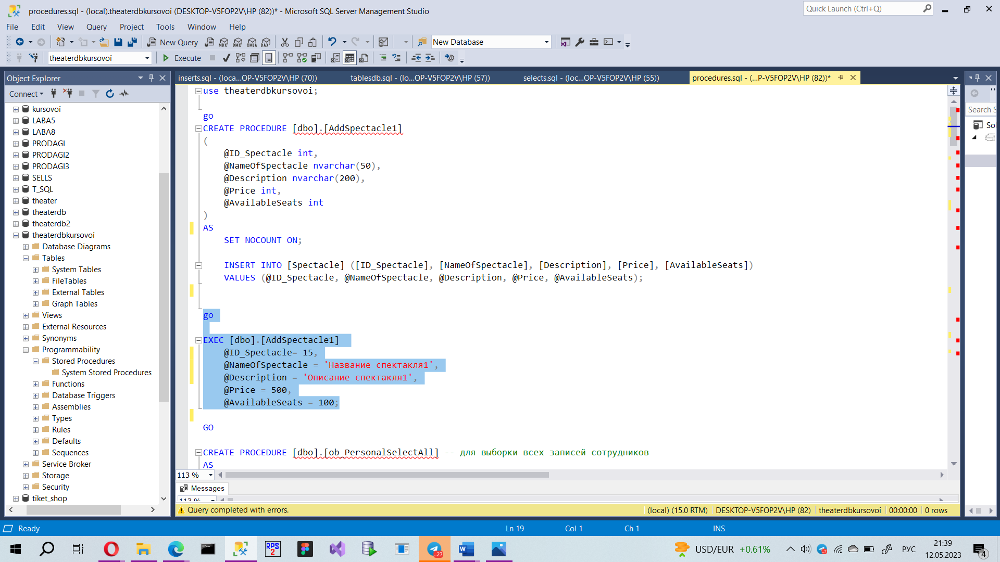 procedures.sql - (local).theaterdbkursovoi (DESKTOP-V5FOP2V\HP (82))* - Microsoft SQL Server Management Studio
Quick Launch (Ctrl+Q)
File Edit View Query Project Tools Window Help
New Query
MDX DMX XMLA DAX
New Database
theaterdbkursovoi
Execute
Object Explorer
Connect
kursovoi
LABA5
LABA8
PRODAGI
PRODAGI2
PRODAGI3
SELLS
T_SQL
theater
theaterdb
theaterdb2
theaterdbkursovoi
Database Diagrams
Tables
System Tables
FileTables
External Tables
Graph Tables
Views
External Resources
Synonyms
Programmability
Stored Procedures
System Stored Procedures
Functions
Database Triggers
Assemblies
Types
Rules
Defaults
Sequences
Service Broker
Storage
Security
tiket_shop
inserts.sql - (loca...OP-V5FOP2V\HP (70))
tablesdb.sql - (lo...OP-V5FOP2V\HP (57))
selects.sql - (loc...OP-V5FOP2V\HP (55))
procedures.sql - (...P-V5FOP2V\HP (82))*
use theaterdbkursovoi;
go
CREATE PROCEDURE [dbo].[AddSpectacle1]
(
@ID_Spectacle int,
@NameOfSpectacle nvarchar(50),
@Description nvarchar(200),
@Price int,
@AvailableSeats int
)
AS
SET NOCOUNT ON;
INSERT INTO [Spectacle] ([ID_Spectacle], [NameOfSpectacle], [Description], [Price], [AvailableSeats])
VALUES (@ID_Spectacle, @NameOfSpectacle, @Description, @Price, @AvailableSeats);
go
EXEC [dbo].[AddSpectacle1]
@ID_Spectacle= 15,
@NameOfSpectacle = 'Название спектакля1',
@Description = 'Описание спектакля1',
@Price = 500,
@AvailableSeats = 100;
GO
CREATE PROCEDURE [dbo].[ob_PersonalSelectAll] -- для выборки всех записей сотрудников
AS
113 %
Messages
113 %
Query completed with errors.
(local) (15.0 RTM) DESKTOP-V5FOP2V\HP (82) theaterdbkursovoi 00:00:00 0 rows
Search S
Sol
Ready
Ln 19 Col 1 Ch 1 INS
RPS
2
..27
USD/EUR +0.61%
РУС
21:39
12.05.2023
4